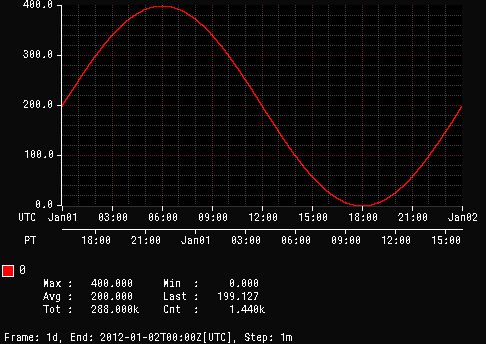 400.0
300.0
200.0
100.0
0.0
UTC Jan01 03:00 06:00 09:00 12:00 15:00 18:00 21:00 Jan02
PT 18:00 21:00 Jan01 03:00 06:00 09:00 12:00 15:00
0
Max : 400.000 Min : 0.000
Avg : 200.000 Last : 199.127
Tot : 288.000k Cnt : 1.440k
Frame: 1d, End: 2012-01-02T00:00Z[UTC], Step: 1m